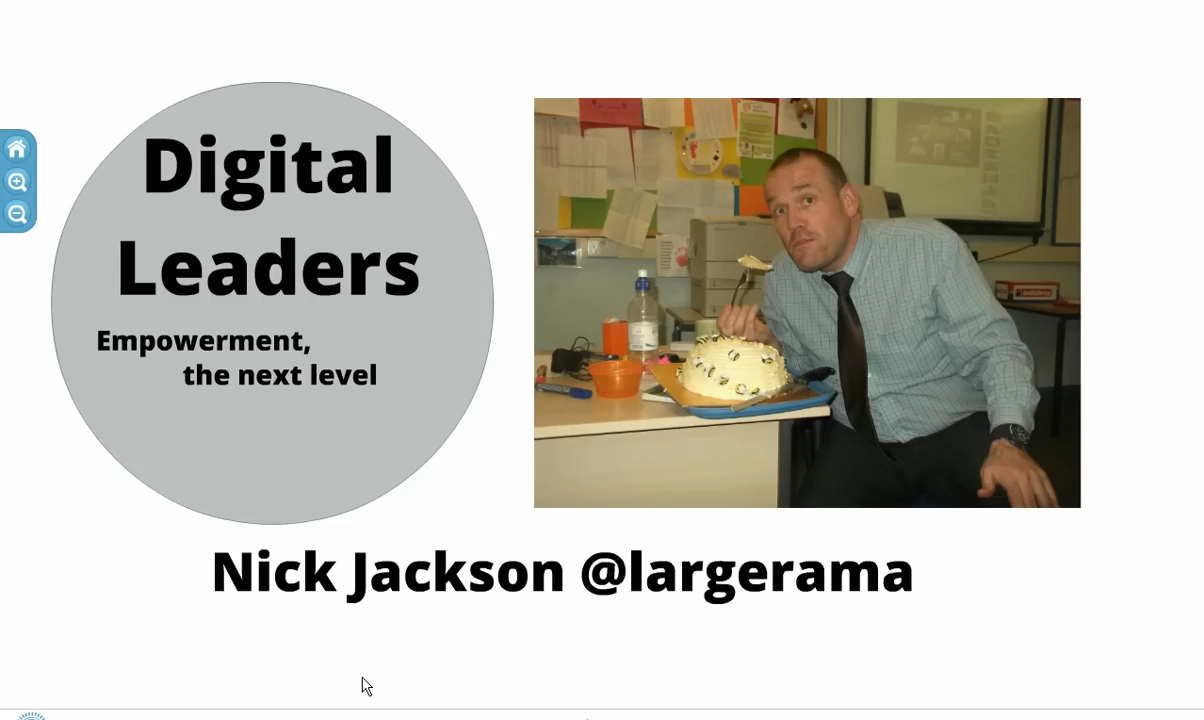 Digital
Leaders
Empowerment,
the next level
Nick Jackson @largerama